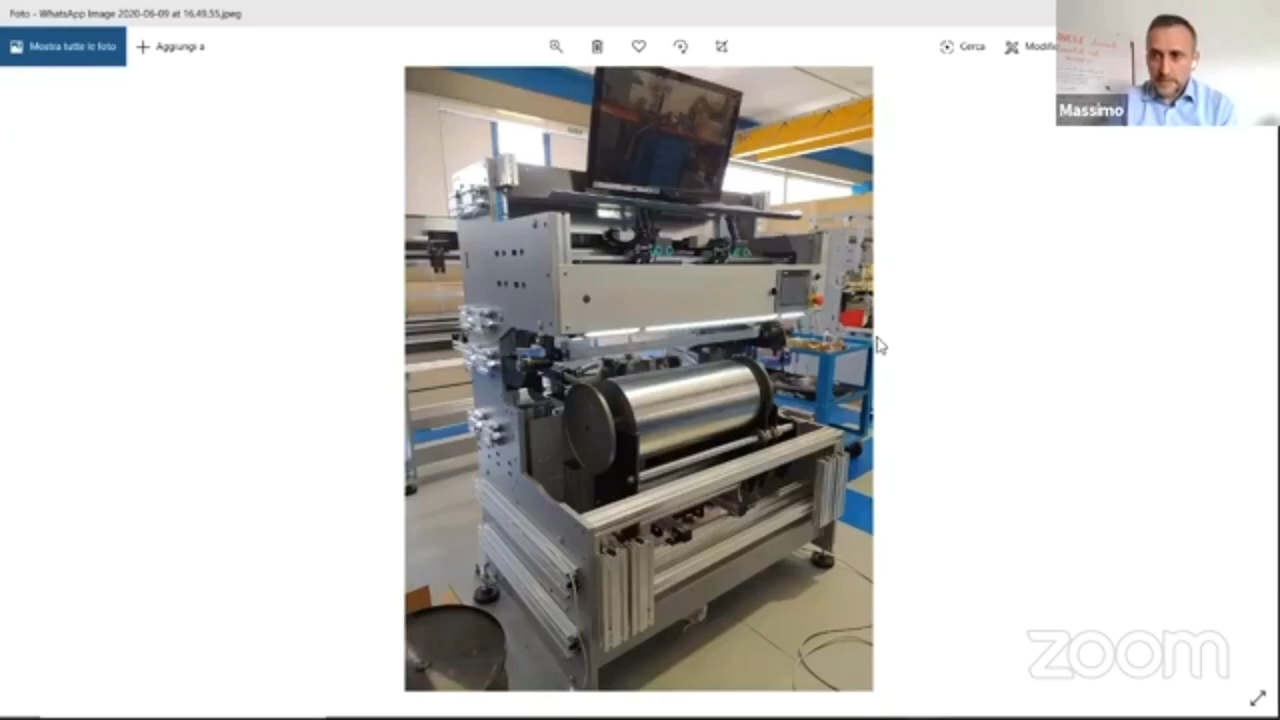 Foto - WhatsApp Image 2020-06-09 at 16.49.55.jpeg
Mostra tutte le foto
Aggiungi a
Cerca
Massimo
zoom